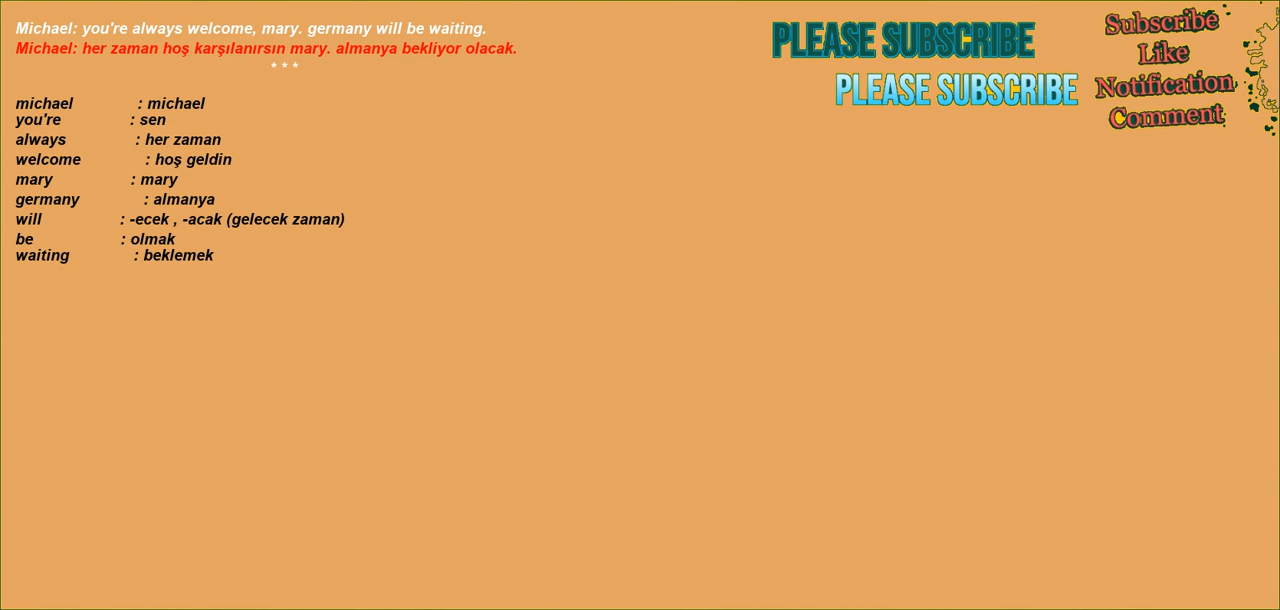 Michael: you're always welcome, mary. germany will be waiting.
Michael: her zaman hoş karşılanırsın mary. almanya bekliyor olacak.
* * *
michael : michael
you're : sen
always : her zaman
welcome : hoş geldin
mary : mary
germany : almanya
will : -ecek , -acak (gelecek zaman)
be : olmak
waiting : beklemek
PLEASE SUBSCRIBE
PLEASE SUBSCRIBE
Subscribe
Like
Notification
Comment